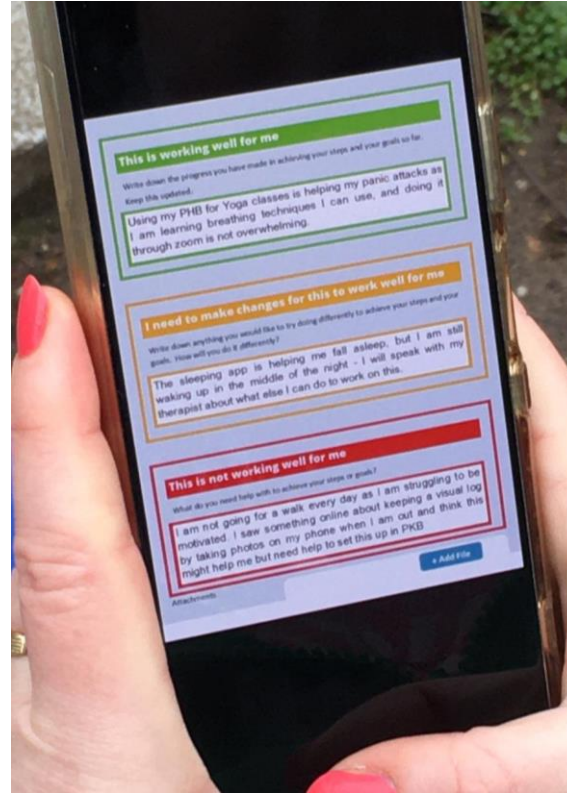 This is working well for me
Write down the progress you have made in achieving your steps and your goals so far.
Keep this updated.
Using my PHB for Yoga classes is helping my panic attacks as
I am learning breathing techniques I can use, and doing it
through zoom is not overwhelming.
I need to make changes for this to work well for me
Write down anything you would like to try doing differently to achieve your steps and your
goals. How will you do it differently?
The sleeping app is helping me fall asleep, but I am still
waking up in the middle of the night - I will speak with my
therapist about what else I can do to work on this.
This is not working well for me
What do you need help with to achieve your steps or goals?
I am not going for a walk every day as I am struggling to be
motivated. I saw something online about keeping a visual log
by taking photos on my phone when I am out and think this
might help me but need help to set this up in PKB
Attachments
+ Add File